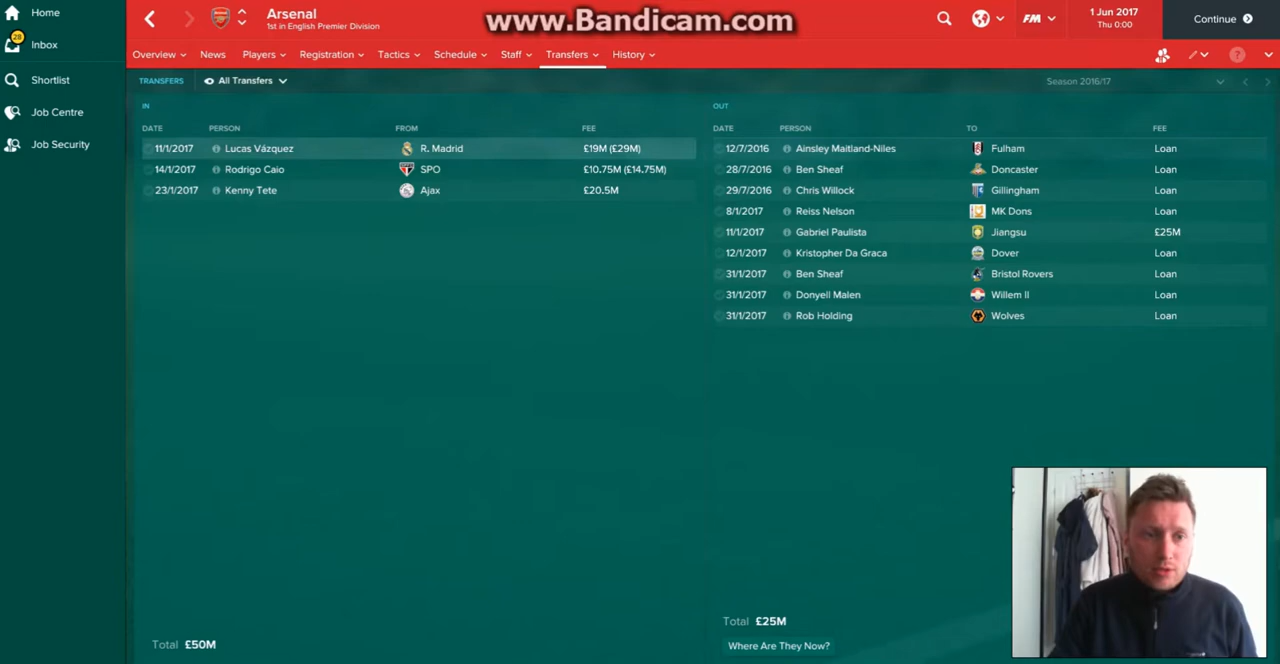 Home
Inbox
28
Shortlist
Job Centre
Job Security
Arsenal
1st in English Premier Division
www.Bandicam.com
FM
1 Jun 2017
Thu 0:00
Continue
Overview
News
Players
Registration
Tactics
Schedule
Staff
Transfers
History
?
TRANSFERS
All Transfers
Season 2016/17
IN
DATE PERSON FROM FEE
11/1/2017 Lucas Vázquez R. Madrid £19M (£29M)
14/1/2017 Rodrigo Caio SPO £10.75M (£14.75M)
23/1/2017 Kenny Tete Ajax £20.5M
Total £50M
OUT
DATE PERSON TO FEE
12/7/2016 Ainsley Maitland-Niles Fulham Loan
28/7/2016 Ben Sheaf Doncaster Loan
29/7/2016 Chris Willock Gillingham Loan
8/1/2017 Reiss Nelson MK Dons Loan
11/1/2017 Gabriel Paulista Jiangsu £25M
12/1/2017 Kristopher Da Graca Dover Loan
31/1/2017 Ben Sheaf Bristol Rovers Loan
31/1/2017 Donyell Malen Willem II Loan
31/1/2017 Rob Holding Wolves Loan
Total £25M
Where Are They Now?